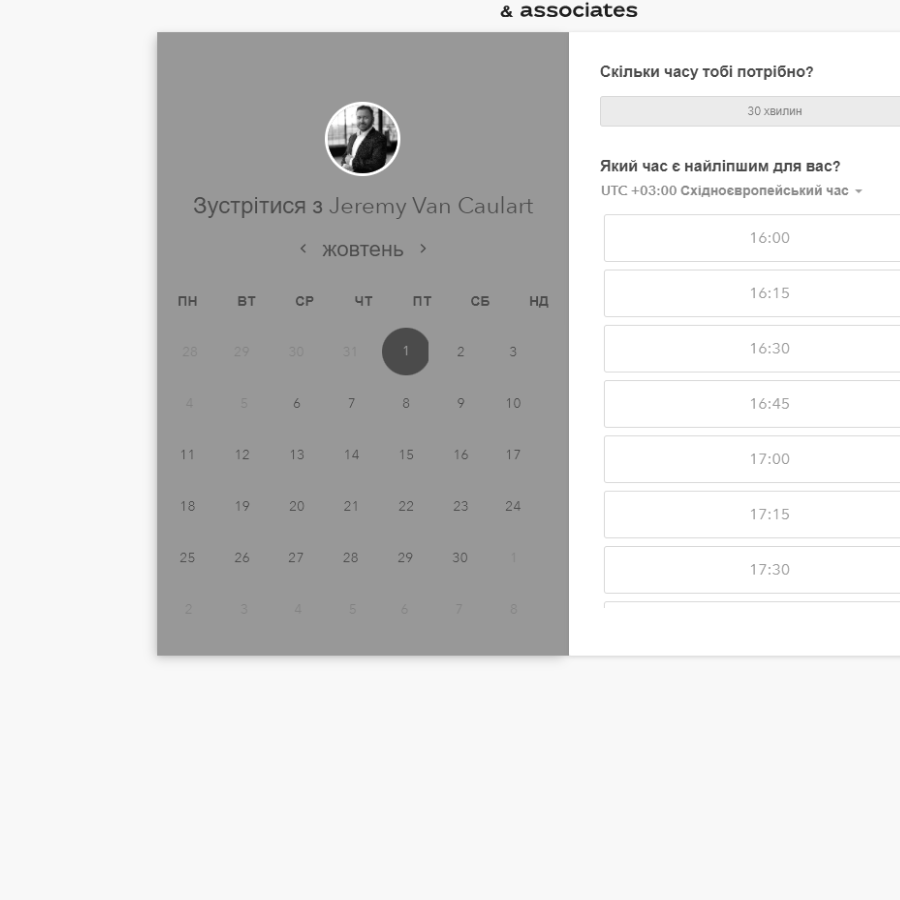 & associates
Зустрітися з Jeremy Van Caulart
жовтень
ПН ВТ СР ЧТ ПТ СБ НД
28 29 30 31 1 2 3
4 5 6 7 8 9 10
11 12 13 14 15 16 17
18 19 20 21 22 23 24
25 26 27 28 29 30 1
2 3 4 5 6 7 8
Скільки часу тобі потрібно?
30 хвилин
Який час є найліпшим для вас?
UTC +03:00 Східноєвропейський час
16:00
16:15
16:30
16:45
17:00
17:15
17:30